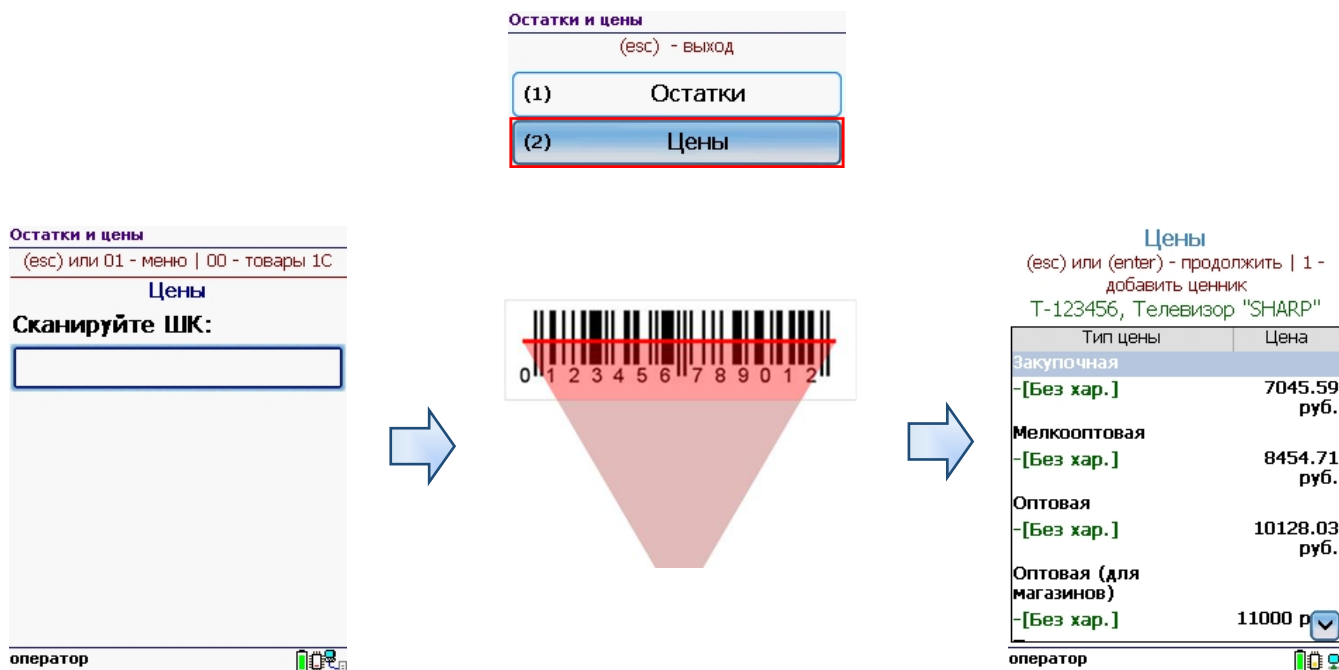 Остатки и цены
(esc) - выход
(1) Остатки
(2) Цены
Остатки и цены
(esc) или 01 - меню | 00 - товары 1С
Цены
Сканируйте ШК:
оператор
0 1 2 3 4 5 6 7 8 9 0 1 2
Цены
(esc) или (enter) - продолжить | 1 -
добавить ценник
Т-123456, Телевизор "SHARP"
Тип цены Цена
Закупочная
-[Без хар.] 7045.59
руб.
Мелкооптовая
-[Без хар.] 8454.71
руб.
Оптовая
-[Без хар.] 10128.03
руб.
Оптовая (для
магазинов)
-[Без хар.] 11000
оператор